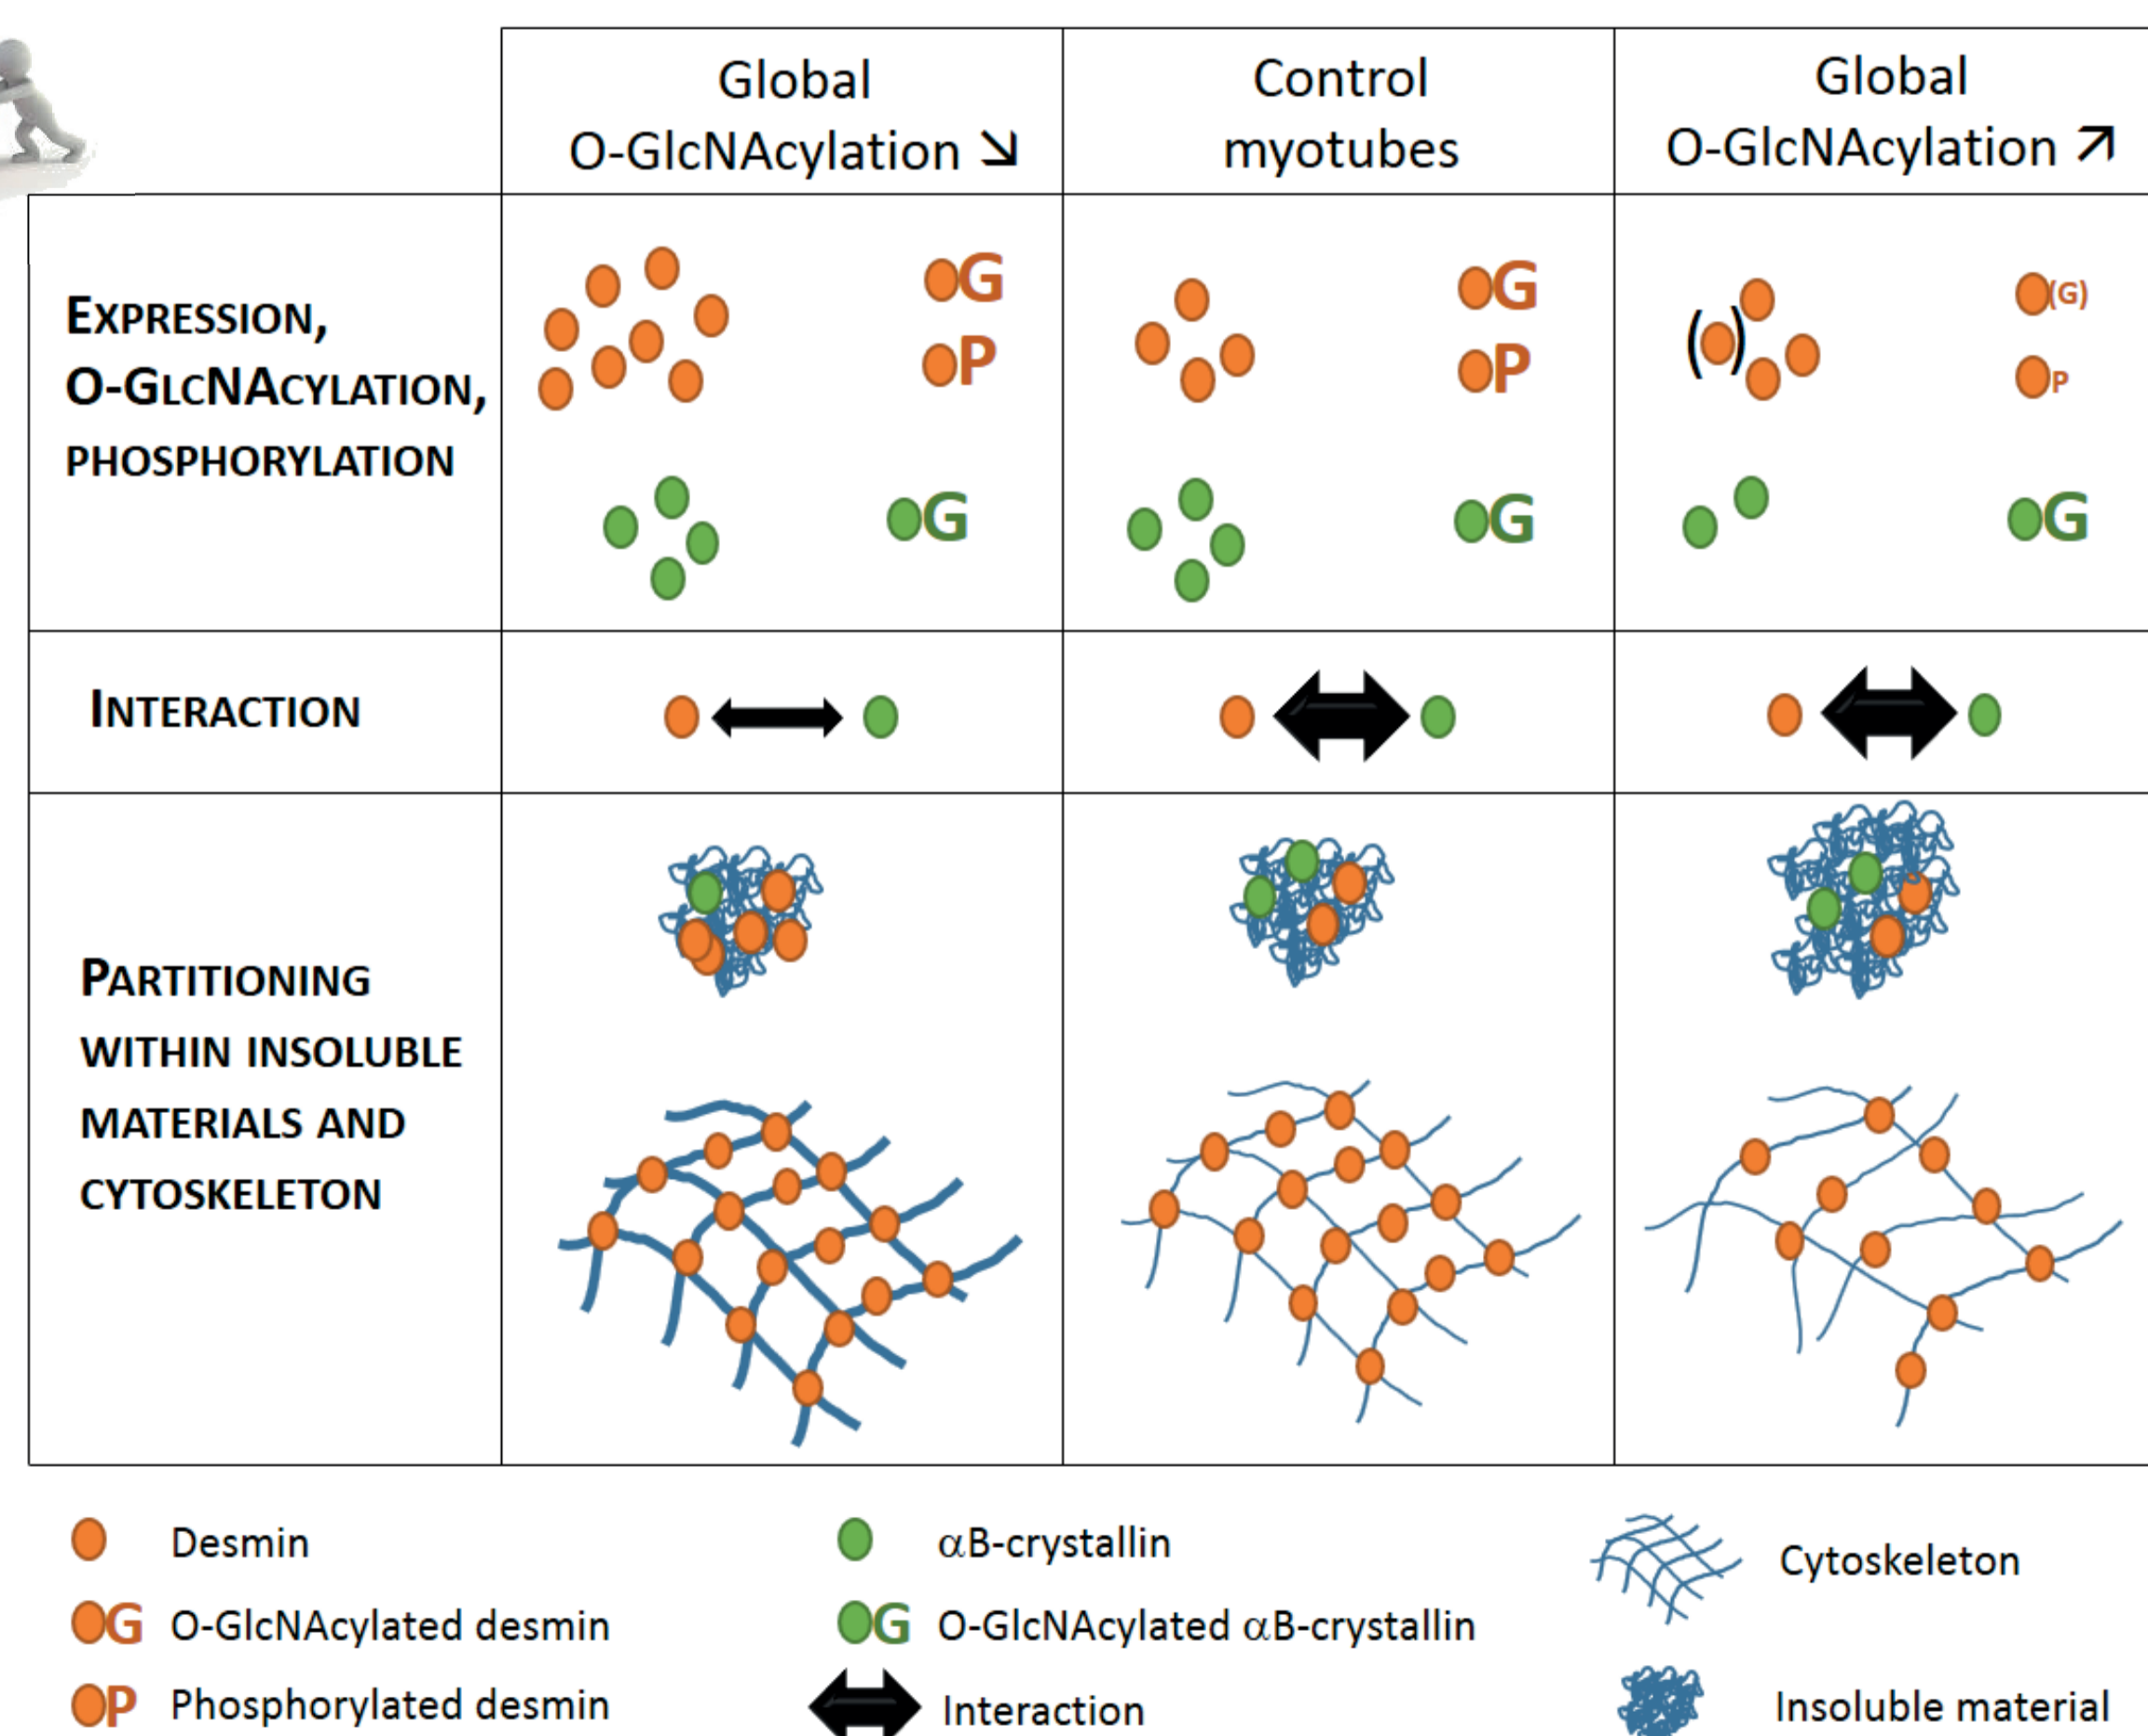 Global
O-GlcNAcylation ↘
Control
myotubes
Global
O-GlcNAcylation ↗
EXPRESSION,
O-GLCNACYLATION,
PHOSPHORYLATION
G
P
G
G
P
G
(G)
P
G
( )
INTERACTION
PARTITIONING
WITHIN INSOLUBLE
MATERIALS AND
CYTOSKELETON
Desmin
G O-GlcNAcylated desmin
P Phosphorylated desmin
αB-crystallin
G O-GlcNAcylated αB-crystallin
Interaction
Cytoskeleton
Insoluble material